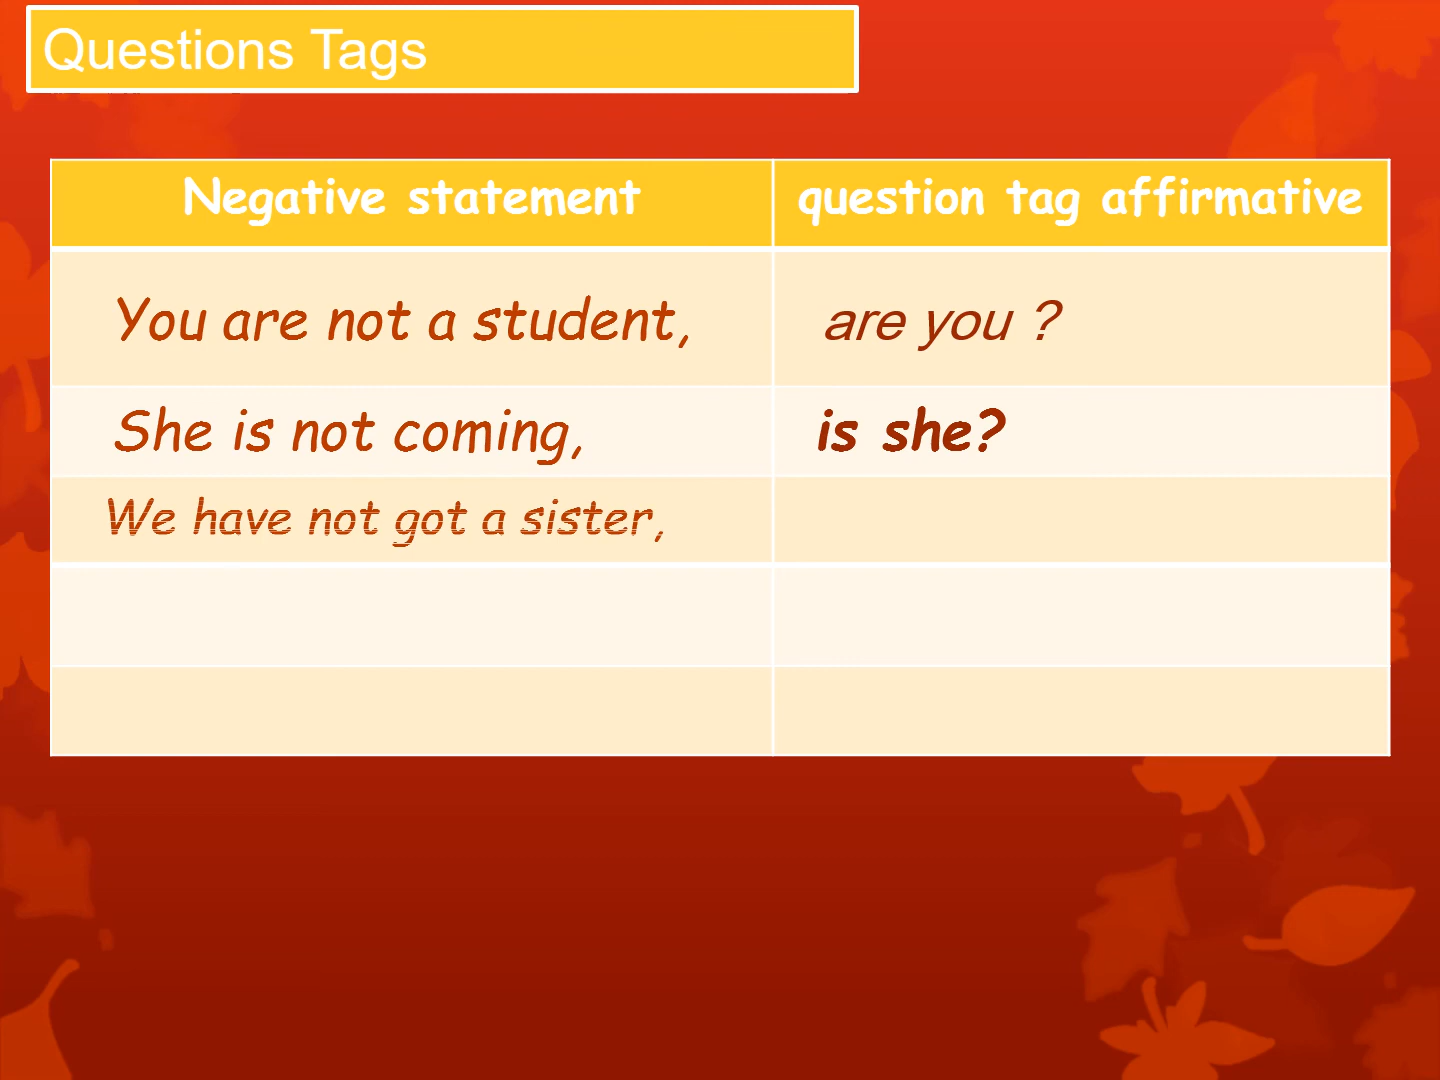 Questions Tags
Negative statement
question tag affirmative
You are not a student,
are you ?
She is not coming,
is she?
We have not got a sister,